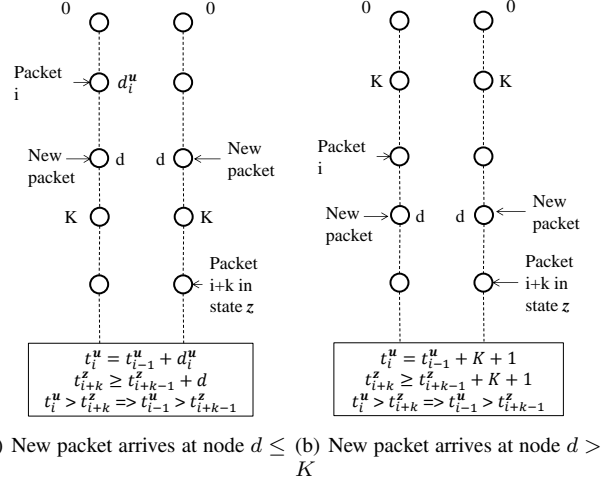 0 0 0 0
Packet
i
d_i^u
K K
New
packet
d d
New
packet
Packet
i
K K
New
packet
d d
New
packet
Packet
i+k in
state z
Packet
i+k in
state z
t_i^u = t_{i-1}^u + d_i^u
t_{i+k}^z ≥ t_{i+k-1}^z + d
t_i^u > t_{i+k}^z => t_{i-1}^u > t_{i+k-1}^z
t_i^u = t_{i-1}^u + K + 1
t_{i+k}^z ≥ t_{i+k-1}^z + K + 1
t_i^u > t_{i+k}^z => t_{i-1}^u > t_{i+k-1}^z
) New packet arrives at node d ≤
(b) New packet arrives at node d >
K